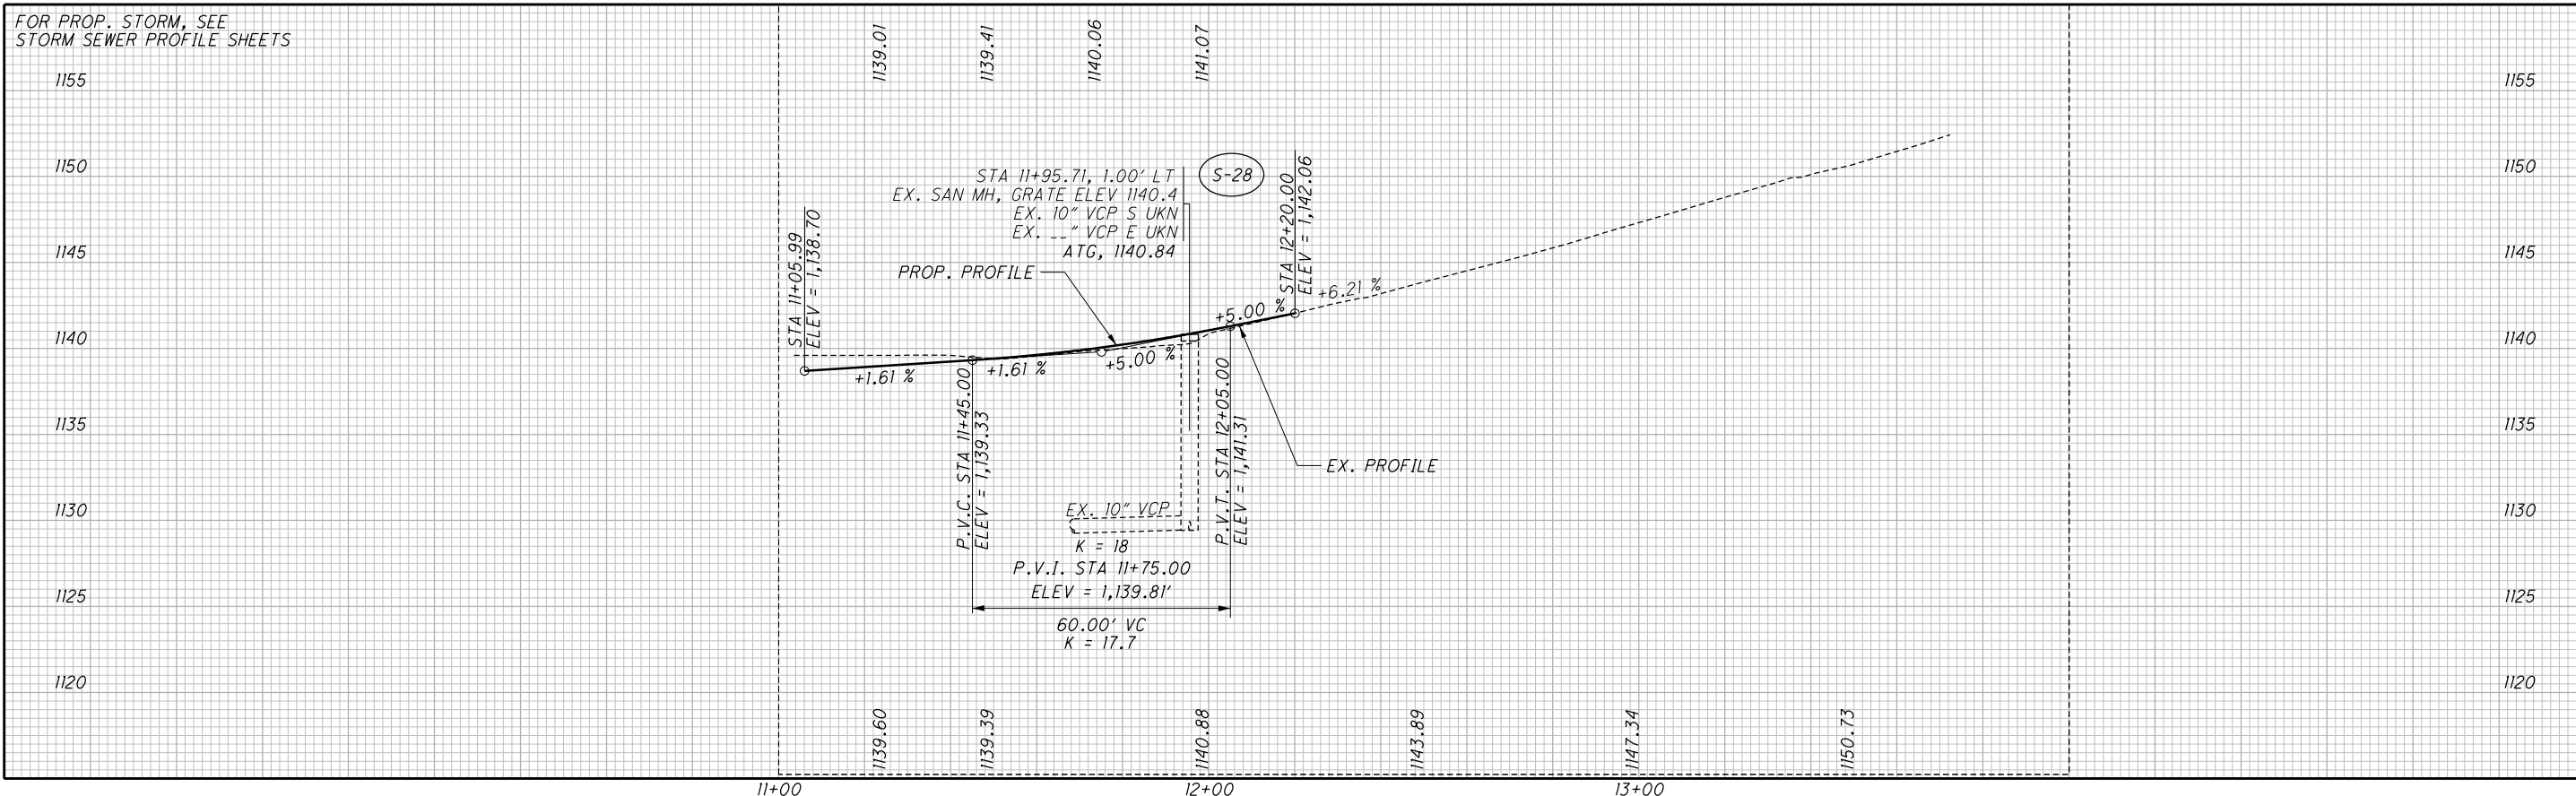 FOR PROP. STORM, SEE
STORM SEWER PROFILE SHEETS
1139.01
1139.41
1140.06
1141.07
1155
1155
1150
1150
1145
1145
1140
1140
1135
1135
1130
1130
1125
1125
1120
1120
STA 11+05.99
ELEV = 1,138.70
STA 11+95.71, 1.00' LT
EX. SAN MH, GRATE ELEV 1140.4
EX. 10" VCP S UKN
EX. __" VCP E UKN
ATG, 1140.84
S-28
STA 12+20.00
ELEV = 1,142.06
PROP. PROFILE
+6.21 %
+5.00 %
+5.00 %
+1.61 %
+1.61 %
P.V.C. STA 11+45.00
ELEV = 1,139.33
P.V.T. STA 12+05.00
ELEV = 1,141.31
EX. PROFILE
EX. 10" VCP
K = 18
P.V.I. STA 11+75.00
ELEV = 1,139.81'
60.00' VC
K = 17.7
1139.60
1139.39
1140.88
1143.89
1147.34
1150.73
11+00
12+00
13+00